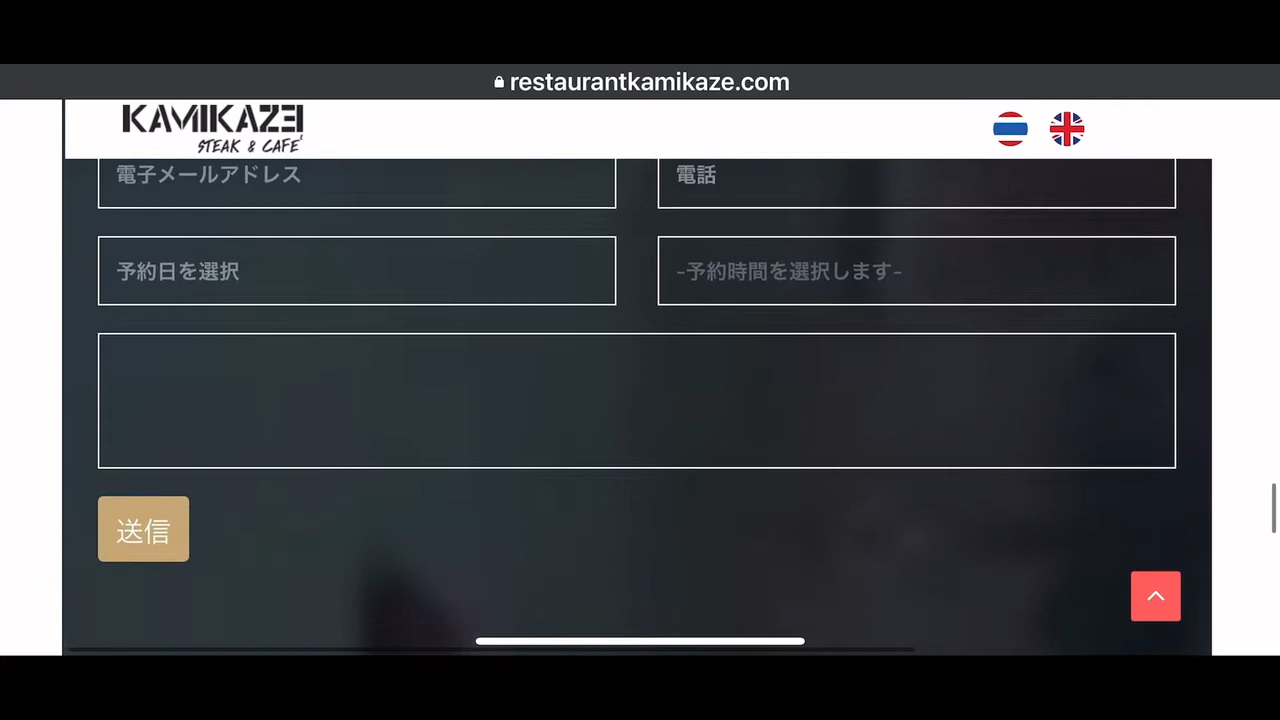 restaurantkamikaze.com
KAMIKAZE
STEAK & CAFE
電子メールアドレス
電話
予約日を選択
-予約時間を選択します-
送信